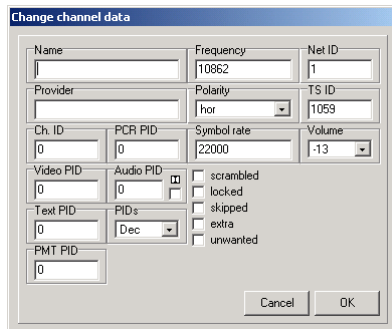 Change channel data
Name Frequency Net ID
10862 1
Provider Polarity TS ID
hor 1059
Ch. ID PCR PID Symbol rate Volume
0 0 22000 -13
Video PID Audio PID scrambled
0 0 locked
skipped
Text PID PIDs extra
0 Dec unwanted
PMT PID
0
Cancel OK